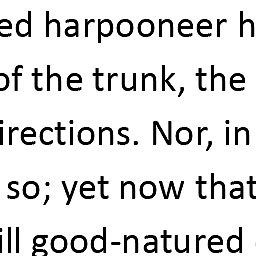 ed harpooneer h
of the trunk, the
irections. Nor, in
so; yet now that
ill good-natured